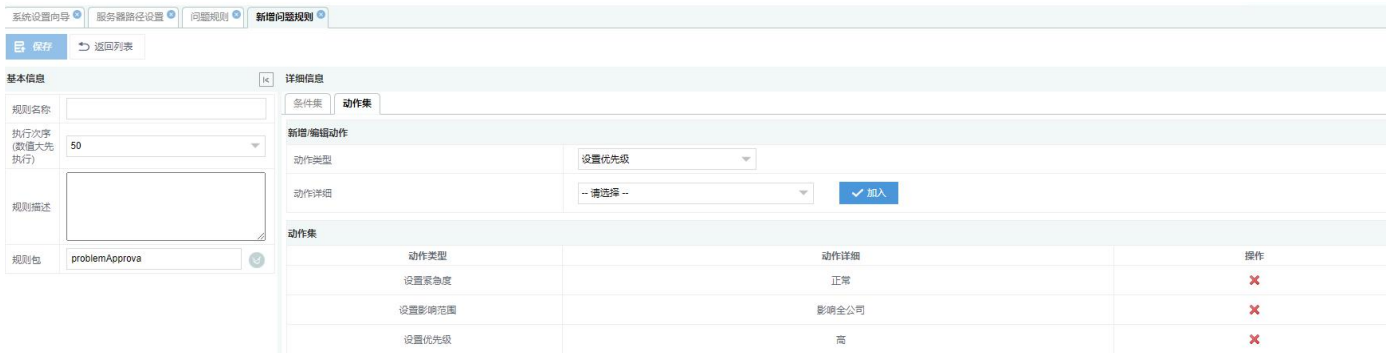 系统设置向导 服务器路径设置 问题规则 新增问题规则
保存 返回列表
基本信息
规则名称
执行次序
(数值大先
执行)
50
规则描述
规则包 problemApprova
详细信息
条件集 动作集
新增/编辑动作
动作类型 设置优先级
动作详细 -- 请选择 -- 加入
动作集
动作类型 动作详细 操作
设置紧急度 正常
设置影响范围 影响全公司
设置优先级 高